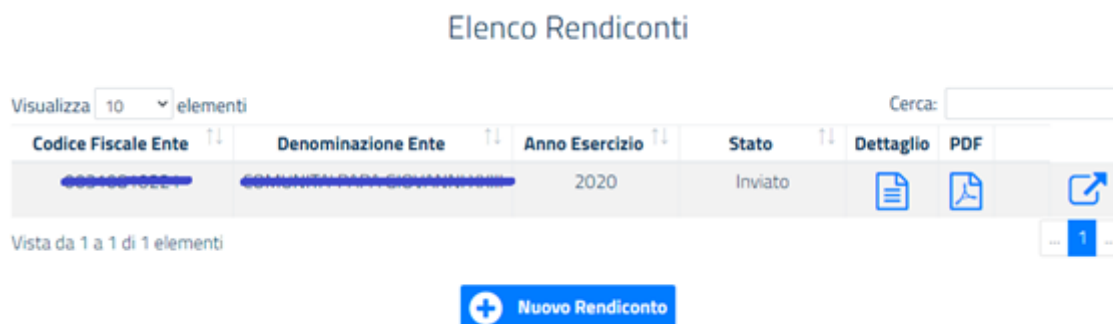 Elenco Rendiconti
Visualizza 10 elementi Cerca:
Codice Fiscale Ente Denominazione Ente Anno Esercizio Stato Dettaglio PDF
2020 Inviato
Vista da 1 a 1 di 1 elementi ... 1 ...
Nuovo Rendiconto